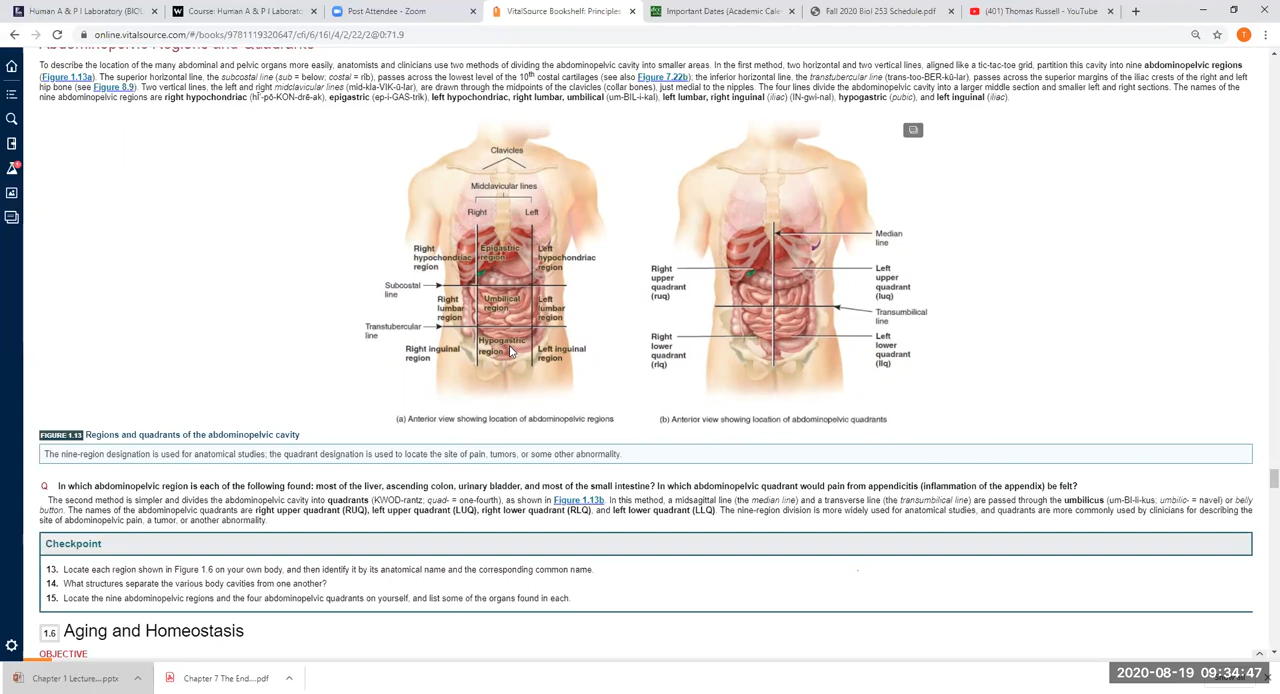 Human A & P I Laboratory (BIOL
Course: Human A & P I Laborato
Post Attendee - Zoom
VitalSource Bookshelf: Principles
Important Dates (Academic Cale
Fall 2020 Biol 253 Schedule.pdf
(401) Thomas Russell - YouTube
online.vitalsource.com/#/books/9781119320647/cfi/6/16!/4/2/22/2@0:71.9
Abdominopelvic Regions and Quadrants
To describe the location of the many abdominal and pelvic organs more easily, anatomists and clinicians use two methods of dividing the abdominopelvic cavity into smaller areas. In the first method, two horizontal and two vertical lines, aligned like a tic-tac-toe grid, partition this cavity into nine abdominopelvic regions
(Figure 1.13a). The superior horizontal line, the subcostal line (sub = below; costal = rib), passes across the lowest level of the 10th costal cartilages (see also Figure 7.22b); the inferior horizontal line, the transtubercular line (trans-too-BER-kū-lar), passes across the superior margins of the iliac crests of the right and left
hip bone (see Figure 8.9). Two vertical lines, the left and right midclavicular lines (mid-kla-VIK-ū-lar), are drawn through the midpoints of the clavicles (collar bones), just medial to the nipples. The four lines divide the abdominopelvic cavity into a larger middle section and smaller left and right sections. The names of the
nine abdominopelvic regions are right hypochondriac (hī-pō-KON-drē-ak), epigastric (ep-i-GAS-trik), left hypochondriac, right lumbar, umbilical (um-BIL-i-kal), left lumbar, right inguinal (iliac) (IN-gwi-nal), hypogastric (pubic), and left inguinal (iliac).
Clavicles
Midclavicular lines
Right
Left
Right
hypochondriac
region
Epigastric
region
Left
hypochondriac
region
Subcostal
line
Right
lumbar
region
Umbilical
region
Left
lumbar
region
Transtubercular
line
Right inguinal
region
Hypogastric
region
Left inguinal
region
(a) Anterior view showing location of abdominopelvic regions
Median
line
Right
upper
quadrant
(ruq)
Left
upper
quadrant
(luq)
Transumbilical
line
Right
lower
quadrant
(rlq)
Left
lower
quadrant
(llq)
(b) Anterior view showing location of abdominopelvic quadrants
FIGURE 1.13 Regions and quadrants of the abdominopelvic cavity
The nine-region designation is used for anatomical studies; the quadrant designation is used to locate the site of pain, tumors, or some other abnormality.
Q In which abdominopelvic region is each of the following found: most of the liver, ascending colon, urinary bladder, and most of the small intestine? In which abdominopelvic quadrant would pain from appendicitis (inflammation of the appendix) be felt?
The second method is simpler and divides the abdominopelvic cavity into quadrants (KWOD-rantz; quad- = one-fourth), as shown in Figure 1.13b. In this method, a midsagittal line (the median line) and a transverse line (the transumbilical line) are passed through the umbilicus (um-BI-li-kus; umbilic- = navel) or belly
button. The names of the abdominopelvic quadrants are right upper quadrant (RUQ), left upper quadrant (LUQ), right lower quadrant (RLQ), and left lower quadrant (LLQ). The nine-region division is more widely used for anatomical studies, and quadrants are more commonly used by clinicians for describing the
site of abdominopelvic pain, a tumor, or another abnormality.
Checkpoint
13. Locate each region shown in Figure 1.6 on your own body, and then identify it by its anatomical name and the corresponding common name.
14. What structures separate the various body cavities from one another?
15. Locate the nine abdominopelvic regions and the four abdominopelvic quadrants on yourself, and list some of the organs found in each.
1.6 Aging and Homeostasis
OBJECTIVE
Chapter 1 Lecture....pptx
Chapter 7 The End....pdf
2020-08-19 09:34:47